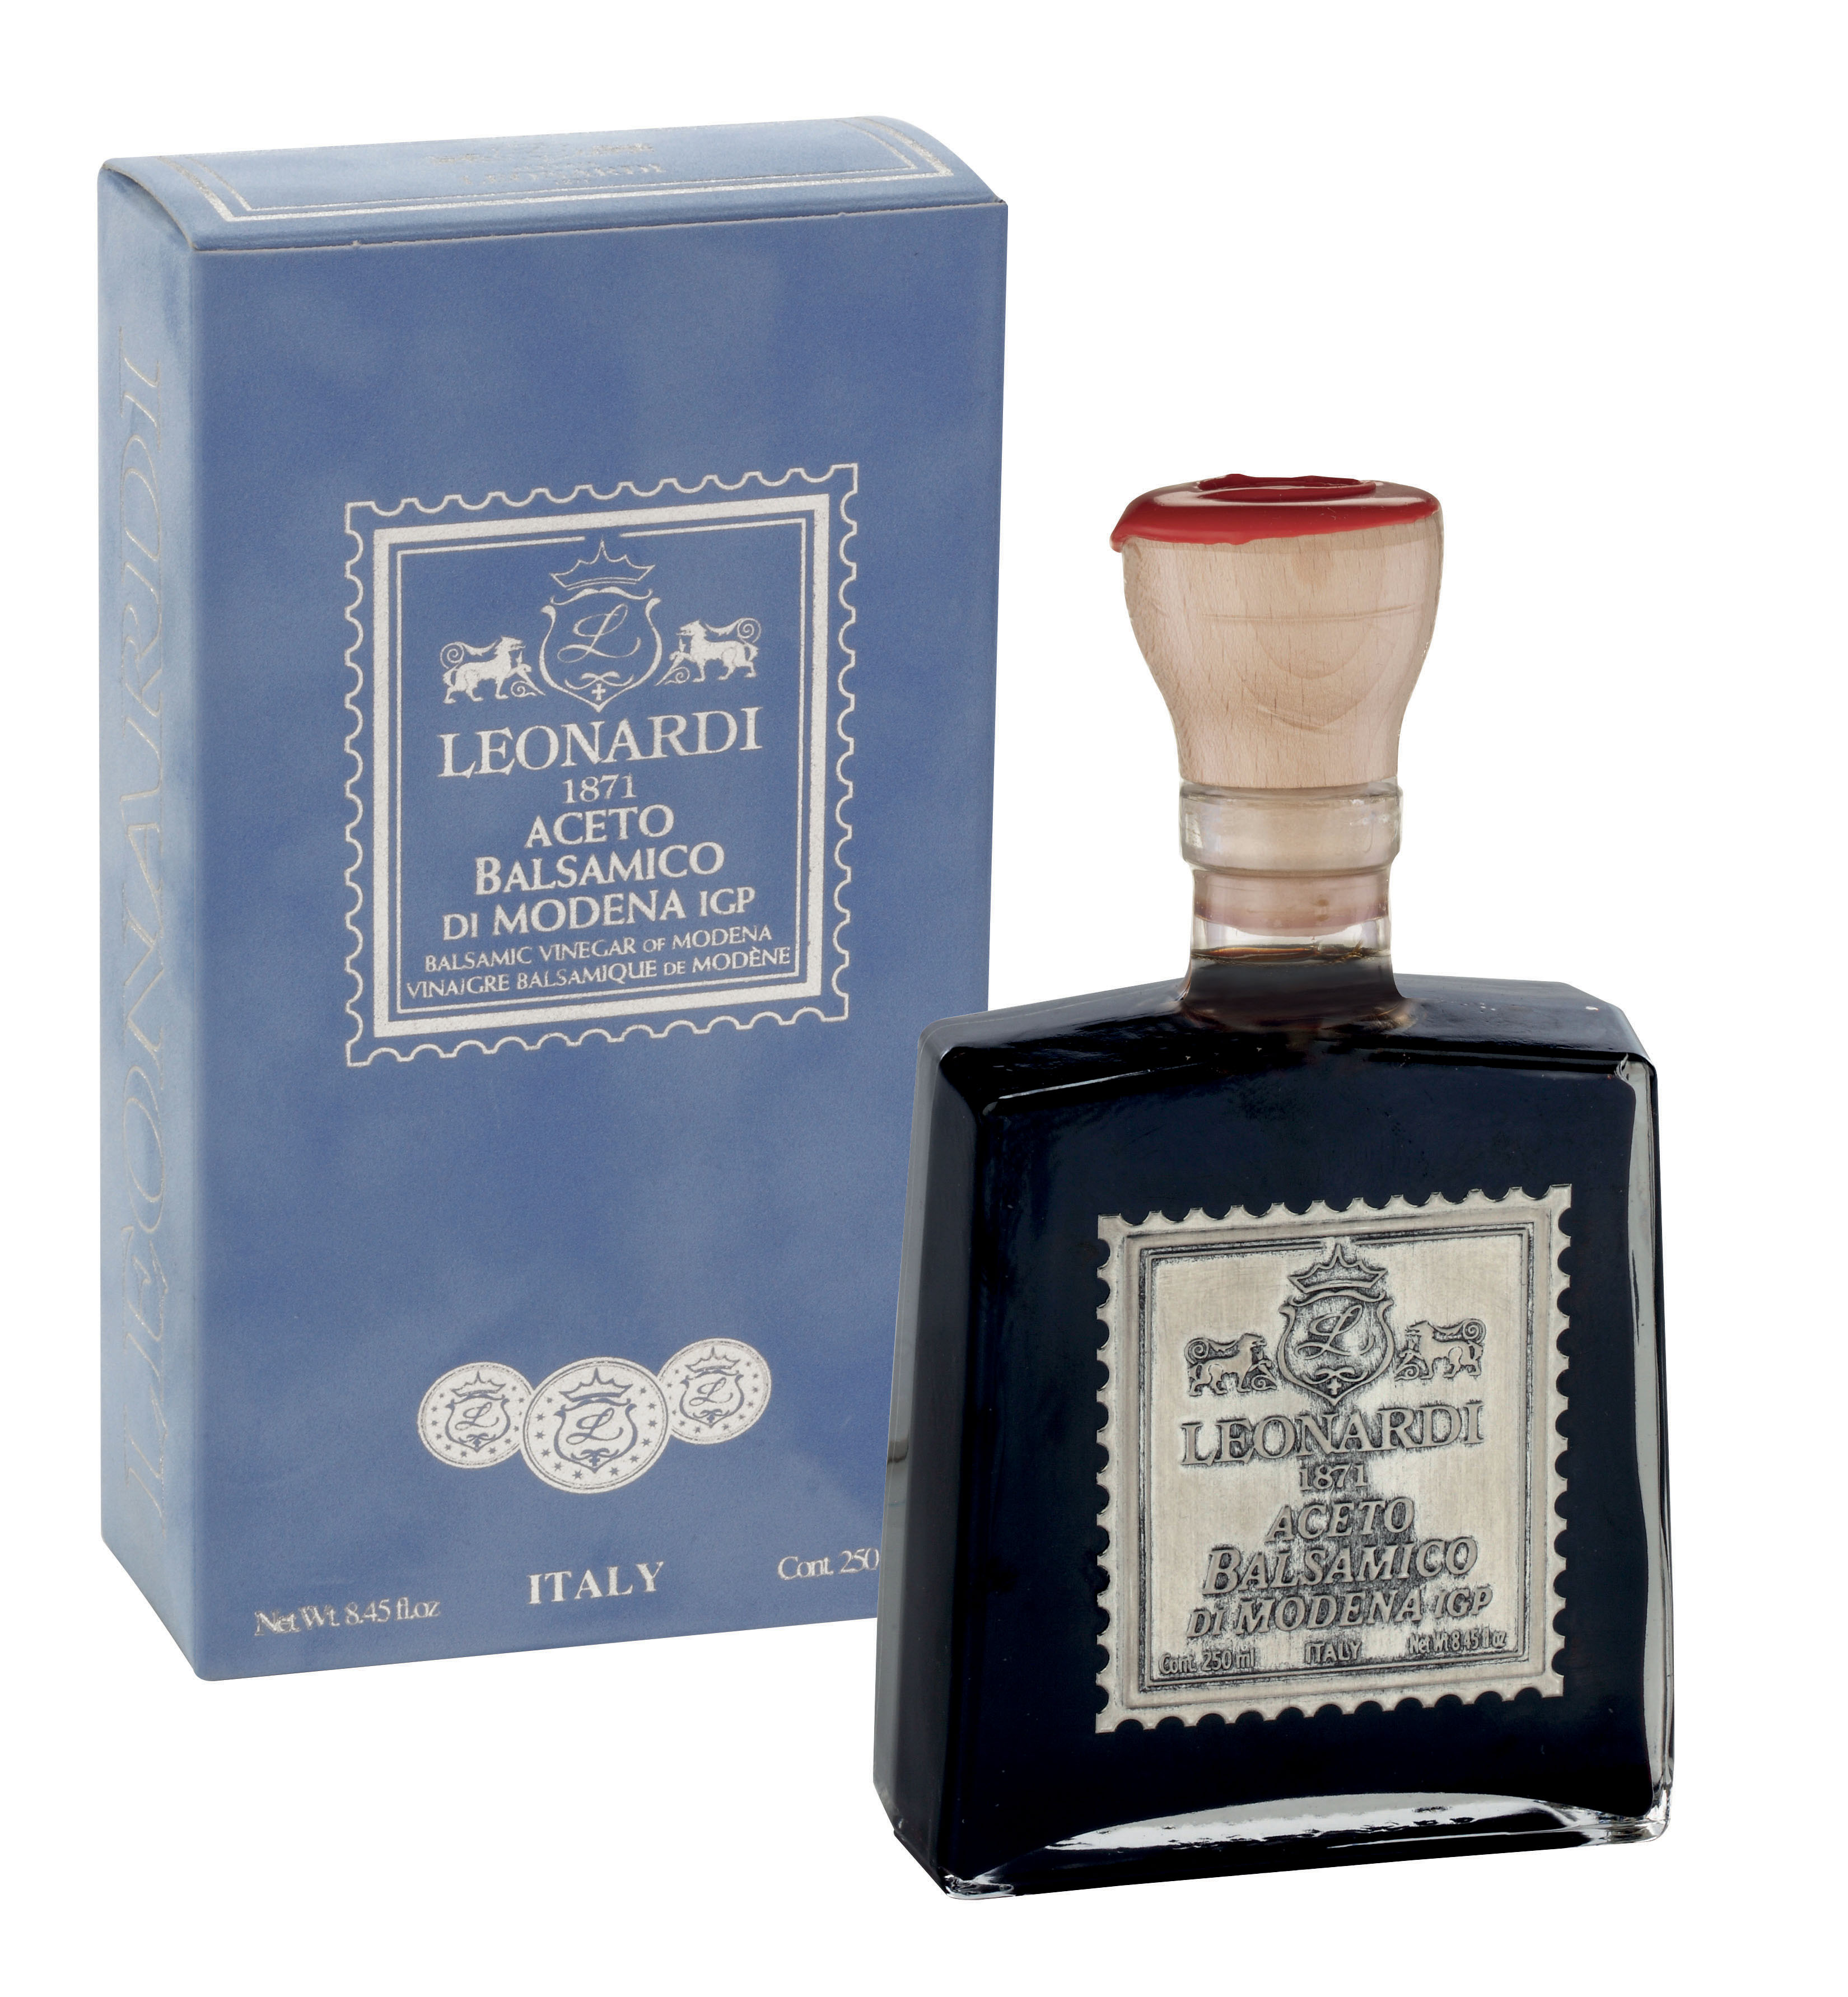 LEONARDI
LEONARDI
L
LEONARDI
1871
ACETO
BALSAMICO
DI MODENA IGP
BALSAMIC VINEGAR OF MODENA
VINAIGRE BALSAMIQUE DE MODÈNE
L
L
L
Net Wt. 8.45 fl.oz
ITALY
Cont. 250
L
LEONARDI
1871
ACETO
BALSAMICO
DI MODENA IGP
Cont. 250 ml
ITALY
Net Wt 8.45 fl oz